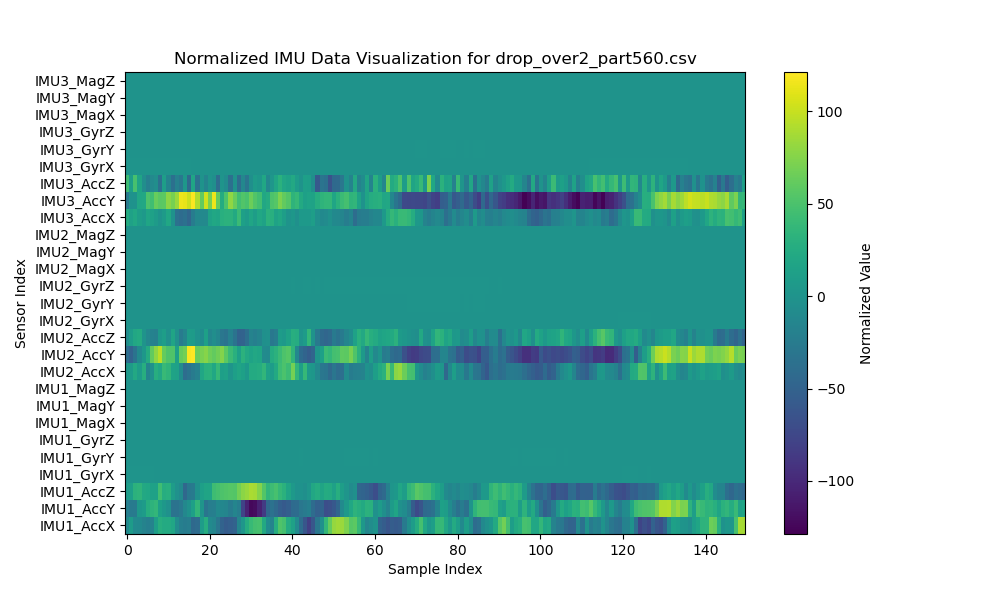 Normalized IMU Data Visualization for drop_over2_part560.csv
IMU3_MagZ
IMU3_MagY
IMU3_MagX
IMU3_GyrZ
IMU3_GyrY
IMU3_GyrX
IMU3_AccZ
IMU3_AccY
IMU3_AccX
IMU2_MagZ
IMU2_MagY
IMU2_MagX
IMU2_GyrZ
IMU2_GyrY
IMU2_GyrX
IMU2_AccZ
IMU2_AccY
IMU2_AccX
IMU1_MagZ
IMU1_MagY
IMU1_MagX
IMU1_GyrZ
IMU1_GyrY
IMU1_GyrX
IMU1_AccZ
IMU1_AccY
IMU1_AccX
Sensor Index
0 20 40 60 80 100 120 140
Sample Index
100
50
0
−50
−100
Normalized Value